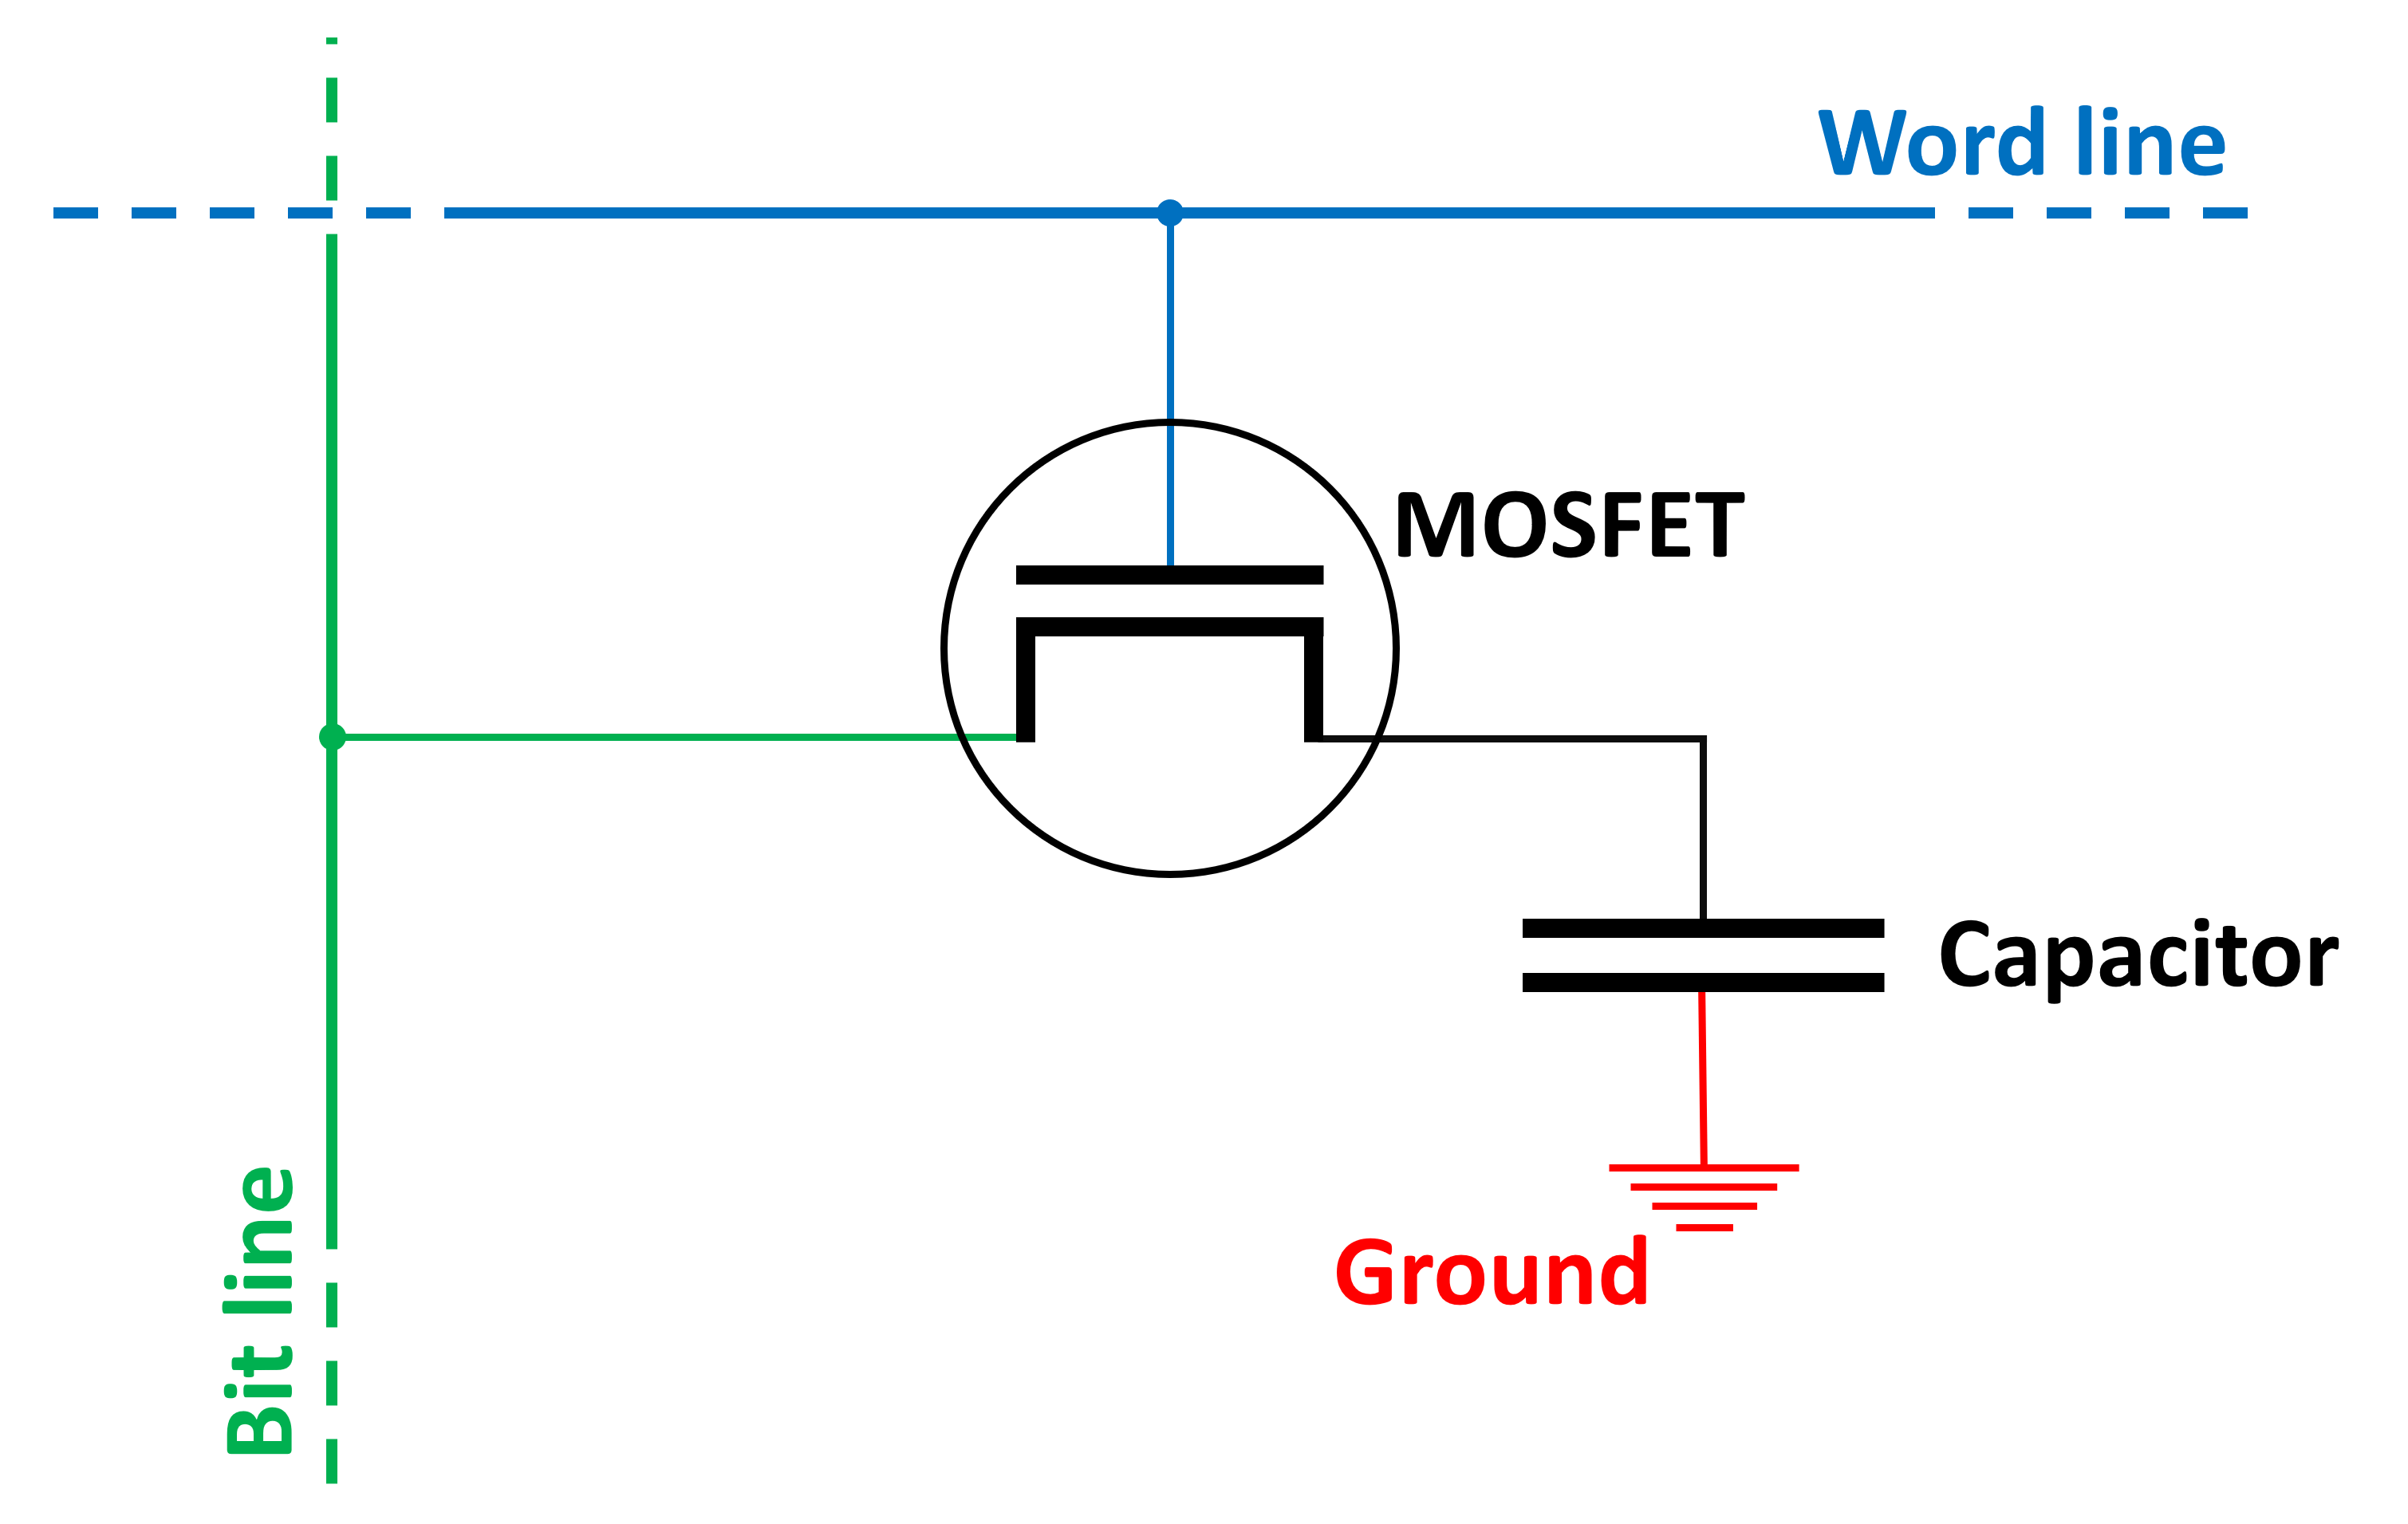 Word line
MOSFET
Capacitor
Ground
Bit line